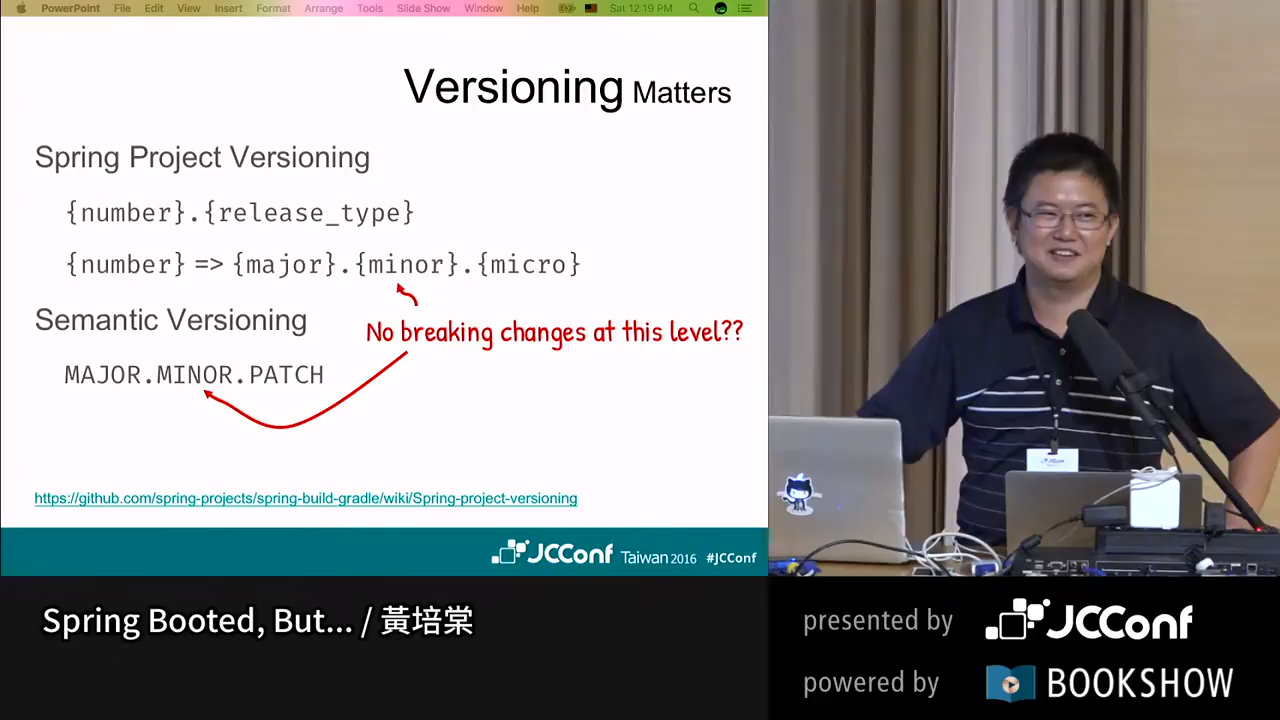 PowerPoint File Edit View Insert Format Arrange Tools Slide Show Window Help Sat 12:19 PM
Versioning Matters
Spring Project Versioning
{number}.{release_type}
{number} => {major}.{minor}.{micro}
Semantic Versioning
No breaking changes at this level??
MAJOR.MINOR.PATCH
https://github.com/spring-projects/spring-build-gradle/wiki/Spring-project-versioning
JCConf Taiwan 2016 #JCConf
Spring Booted, But... / 黃培棠
presented by JCConf
powered by BOOKSHOW